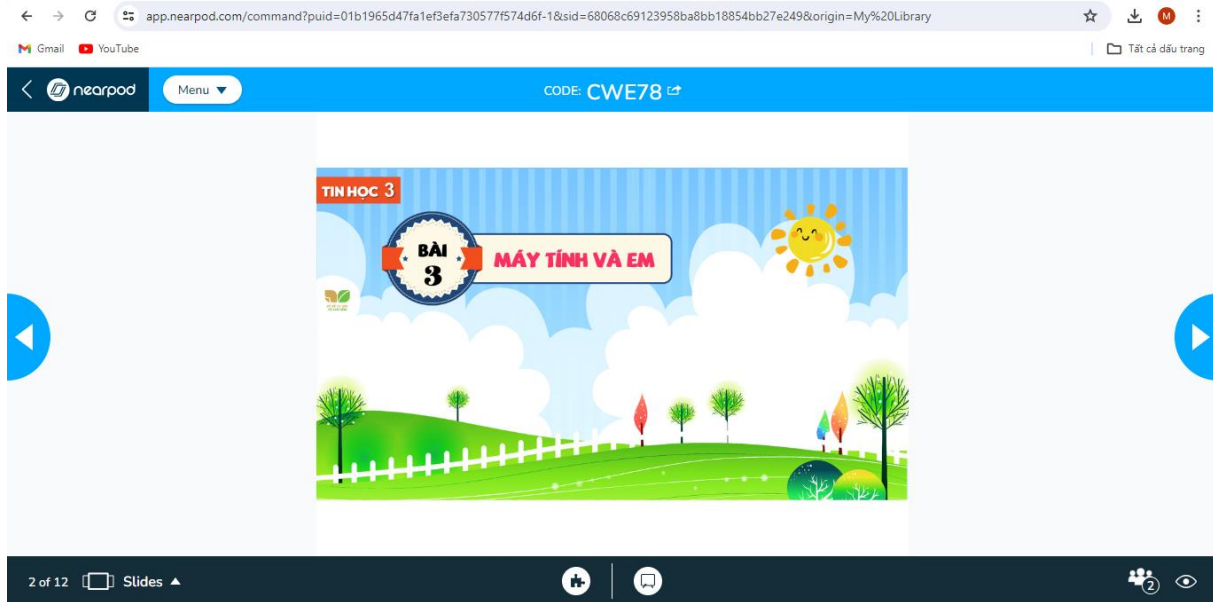 app.nearpod.com/command?puid=01b1965d47fa1ef3efa730577f574d6f-1&sid=68068c69123958ba8bb18854bb27e249&origin=My%20Library
M
Gmail
YouTube
Tất cả dấu trang
nearpod
Menu
CODE: CWE78
TIN HỌC 3
BÀI
3
MÁY TÍNH VÀ EM
2 of 12
Slides
2